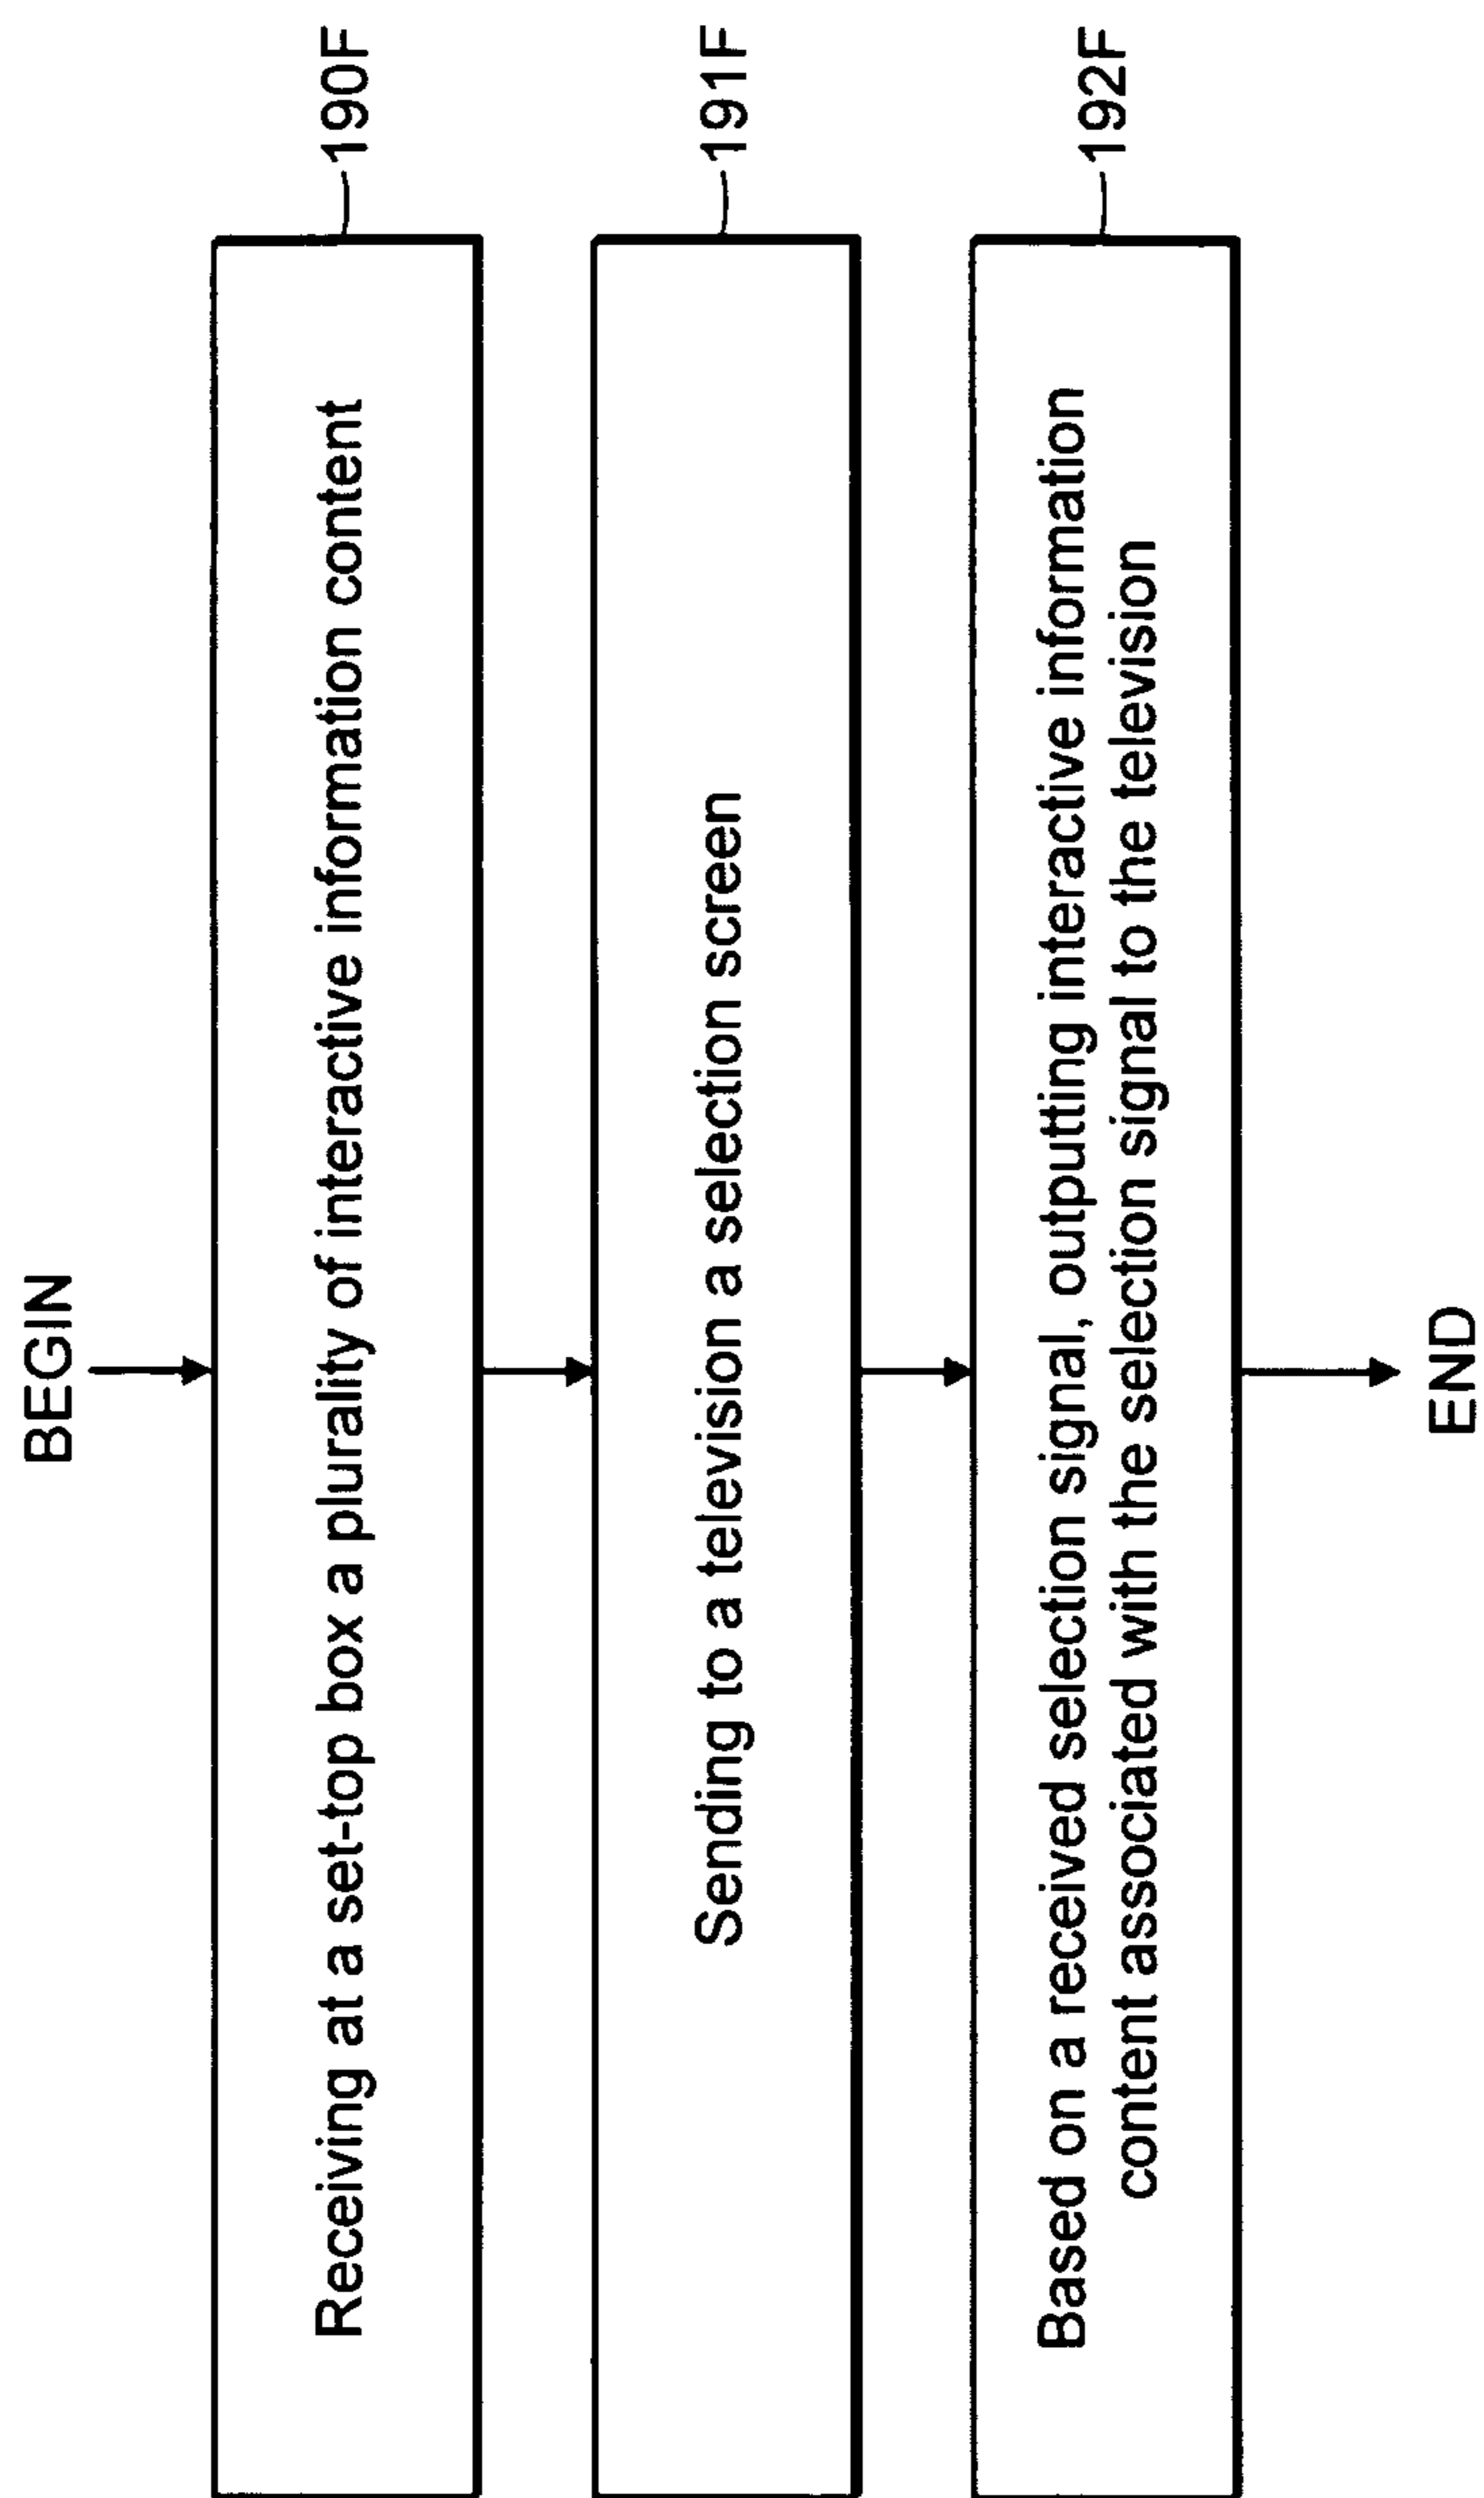 BEGIN
Receiving at a set-top box a plurality of interactive information content
190F
Sending to a television a selection screen
191F
Based on a received selection signal, outputting interactive information
content associated with the selection signal to the television
192F
END